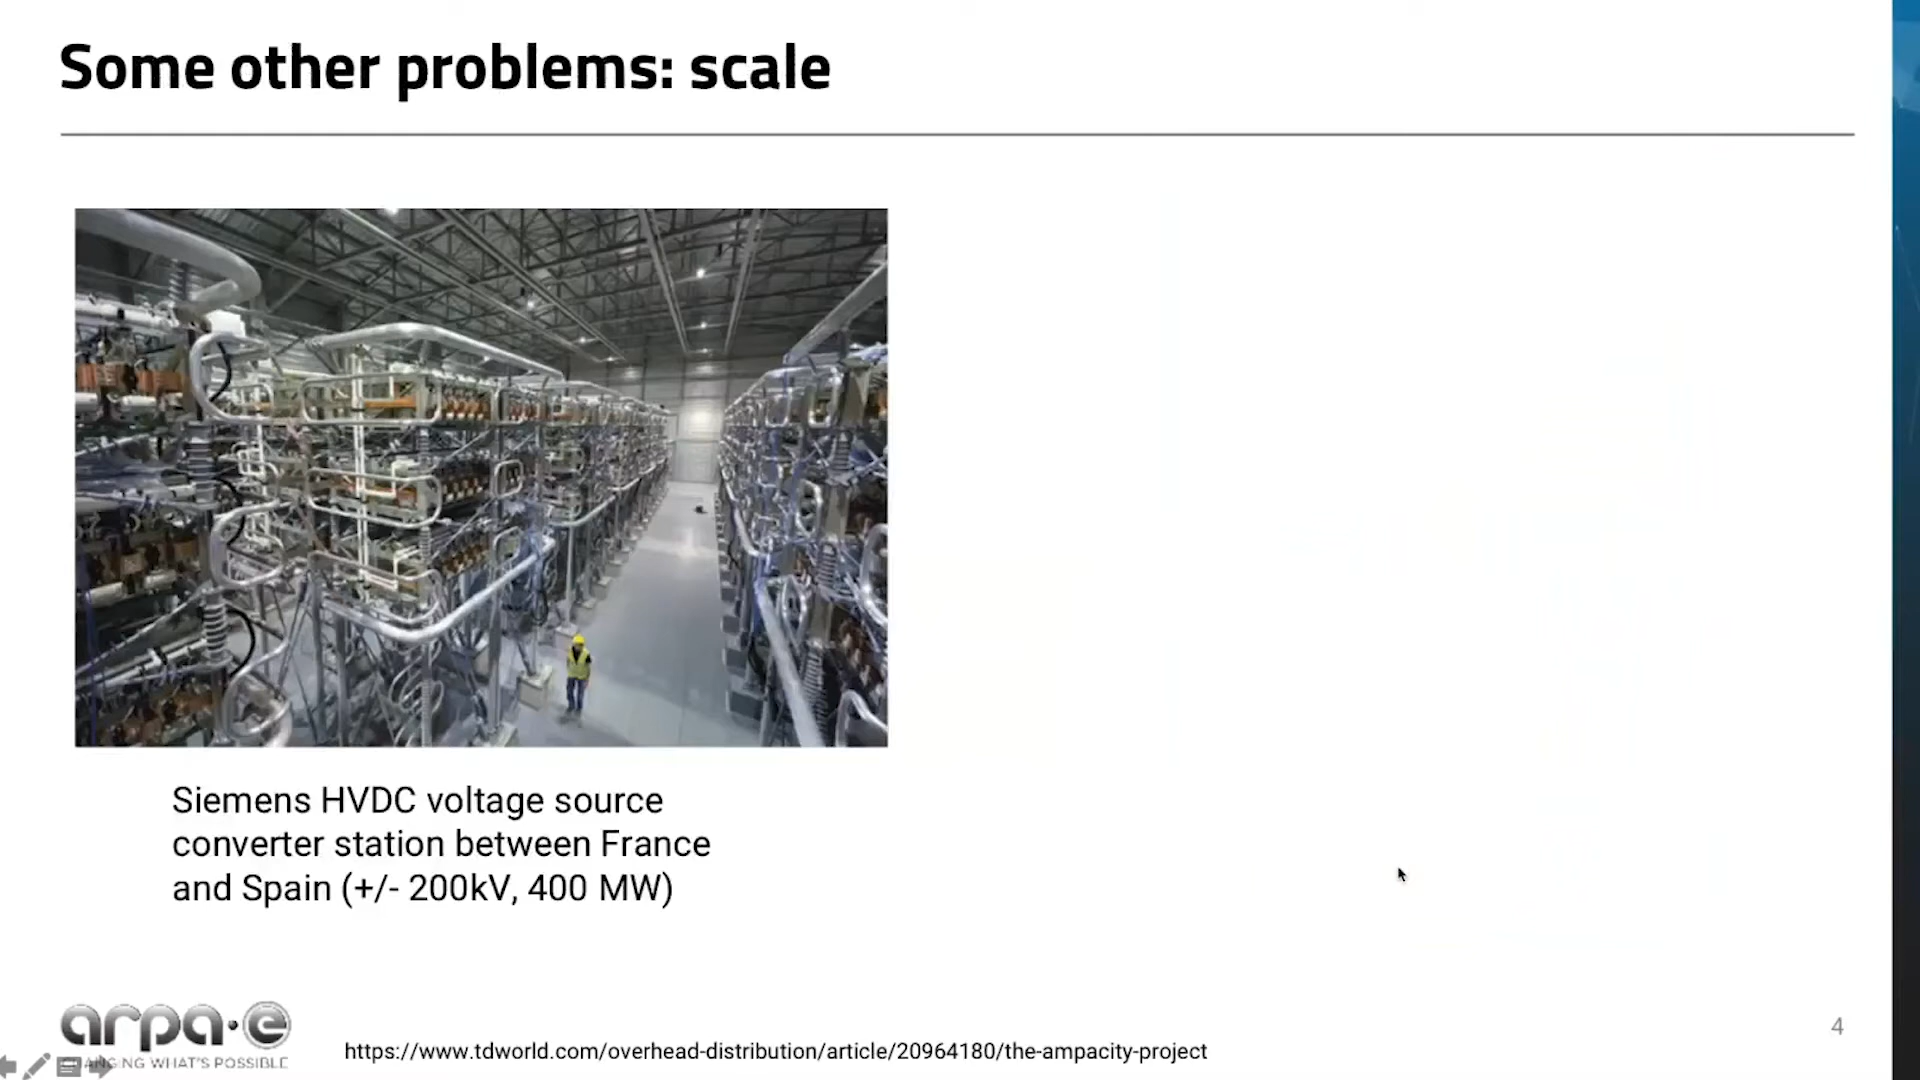 Some other problems: scale
Siemens HVDC voltage source
converter station between France
and Spain (+/- 200kV, 400 MW)
arpa·e
CHANGING WHAT'S POSSIBLE
https://www.tdworld.com/overhead-distribution/article/20964180/the-ampacity-project
4